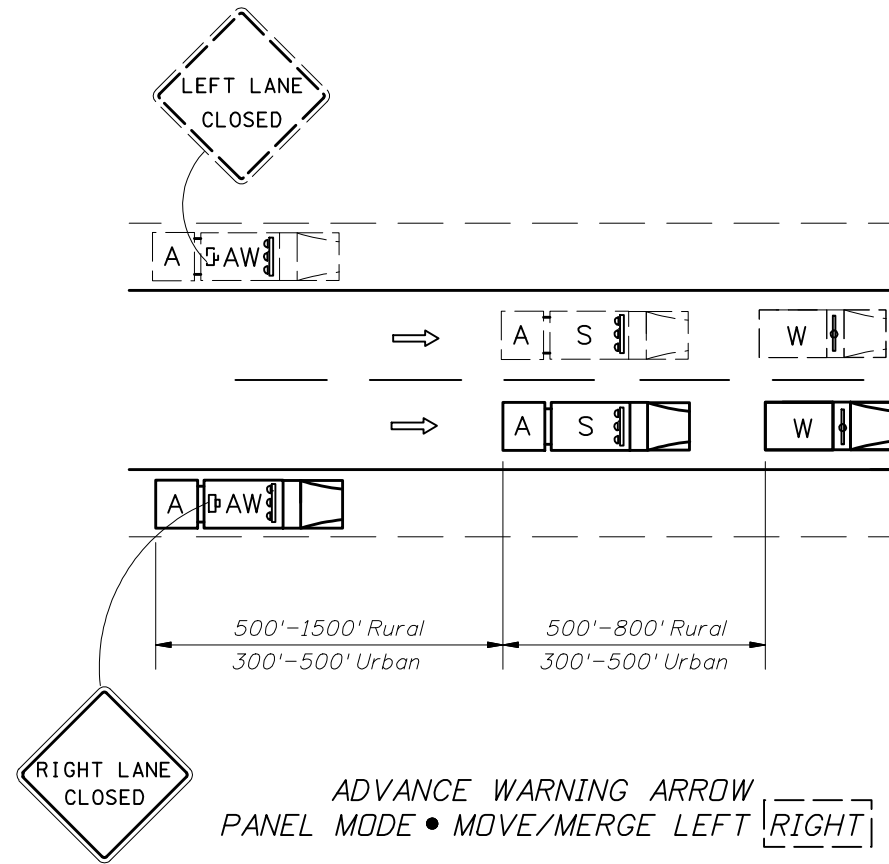 LEFT LANE
CLOSED
A AW
A S W
A S W
A AW
500'-1500' Rural 500'-800' Rural
300'-500' Urban 300'-500' Urban
RIGHT LANE
CLOSED
ADVANCE WARNING ARROW
PANEL MODE • MOVE/MERGE LEFT RIGHT